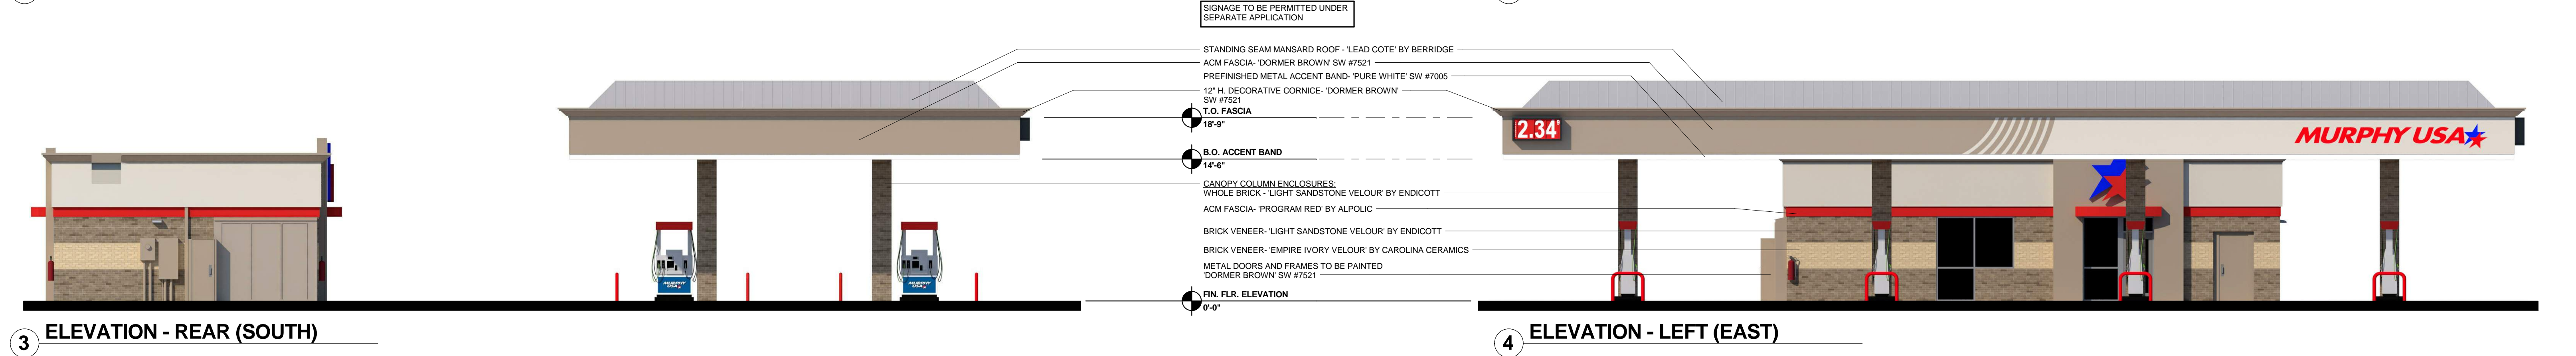 SIGNAGE TO BE PERMITTED UNDER
SEPARATE APPLICATION
STANDING SEAM MANSARD ROOF - 'LEAD COTE' BY BERRIDGE
ACM FASCIA- 'DORMER BROWN' SW #7521
PREFINISHED METAL ACCENT BAND- 'PURE WHITE' SW #7005
12" H. DECORATIVE CORNICE- 'DORMER BROWN'
SW #7521
T.O. FASCIA
18'-9"
B.O. ACCENT BAND
14'-6"
CANOPY COLUMN ENCLOSURES:
WHOLE BRICK - 'LIGHT SANDSTONE VELOUR' BY ENDICOTT
ACM FASCIA- 'PROGRAM RED' BY ALPOLIC
BRICK VENEER- 'LIGHT SANDSTONE VELOUR' BY ENDICOTT
BRICK VENEER- 'EMPIRE IVORY VELOUR' BY CAROLINA CERAMICS
METAL DOORS AND FRAMES TO BE PAINTED
'DORMER BROWN' SW #7521
FIN. FLR. ELEVATION
0'-0"
MURPHY
USA
MURPHY
USA
2.34
MURPHY USA
3 ELEVATION - REAR (SOUTH)
4 ELEVATION - LEFT (EAST)